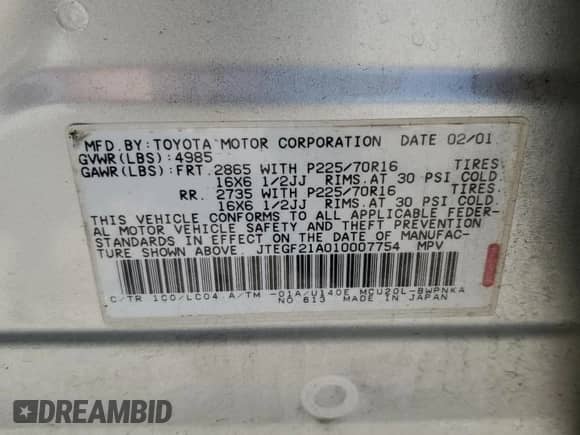 MFD. BY: TOYOTA MOTOR CORPORATION DATE 02/01
GVWR(LBS): 4985
GAWR(LBS): FRT. 2865 WITH P225/70R16 TIRES
16X6 1/2JJ RIMS. AT 30 PSI COLD.
RR. 2735 WITH P225/70R16 TIRES
16X6 1/2JJ RIMS. AT 30 PSI COLD.
THIS VEHICLE CONFORMS TO ALL APPLICABLE FEDER-
AL MOTOR VEHICLE SAFETY AND THEFT PREVENTION
STANDARDS IN EFFECT ON THE DATE OF MANUFAC-
TURE SHOWN ABOVE. JTEGF21A010007754 MPV
C/TR 1C0/LC04 A/TM -01A/U140E MCU20L-BWPNKA
NO 613 MADE IN JAPAN
DREAMBID